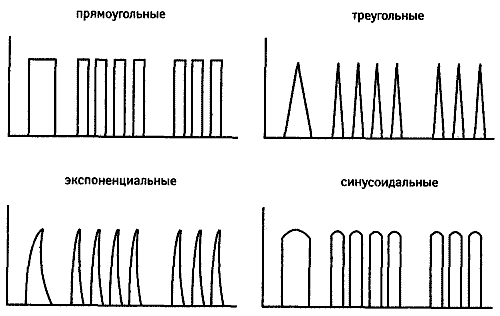 прямоугольные
треугольные
экспоненциальные
синусоидальные